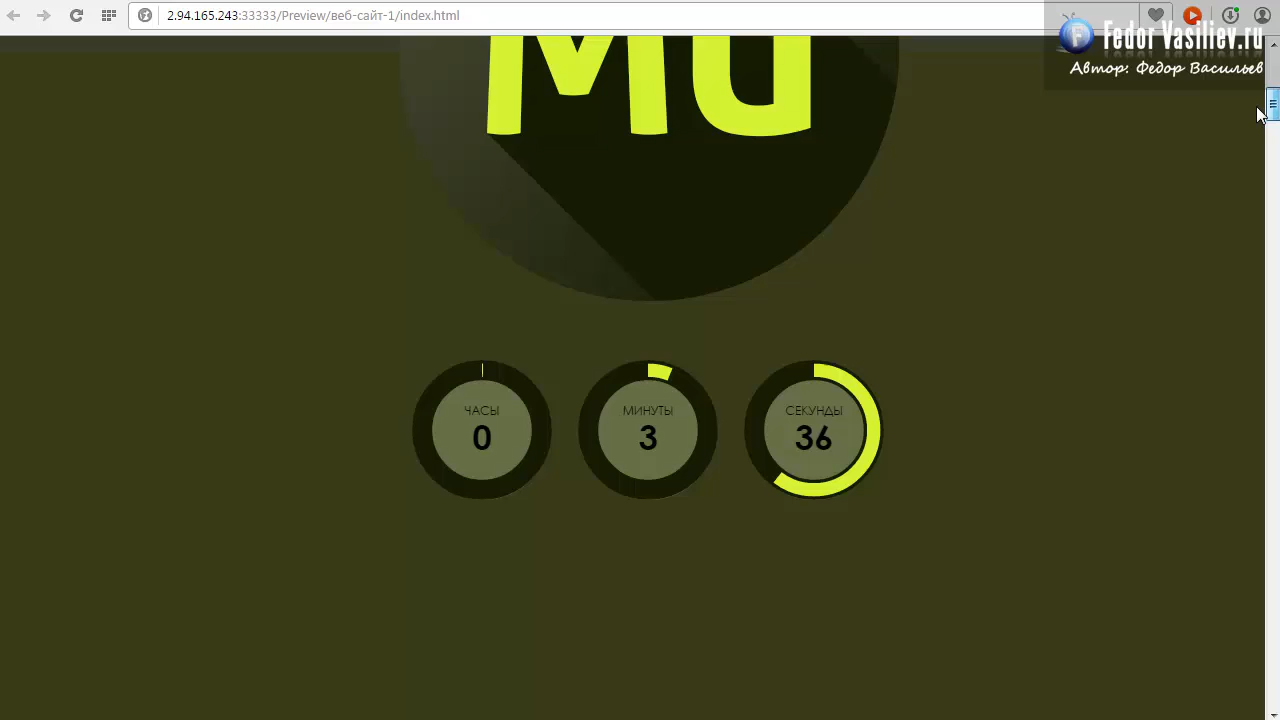 2.94.165.243:33333/Preview/веб-сайт-1/index.html
Fedor Vasiliev.ru
Автор: Федор Васильев
Mu
ЧАСЫ
0
МИНУТЫ
3
СЕКУНДЫ
36